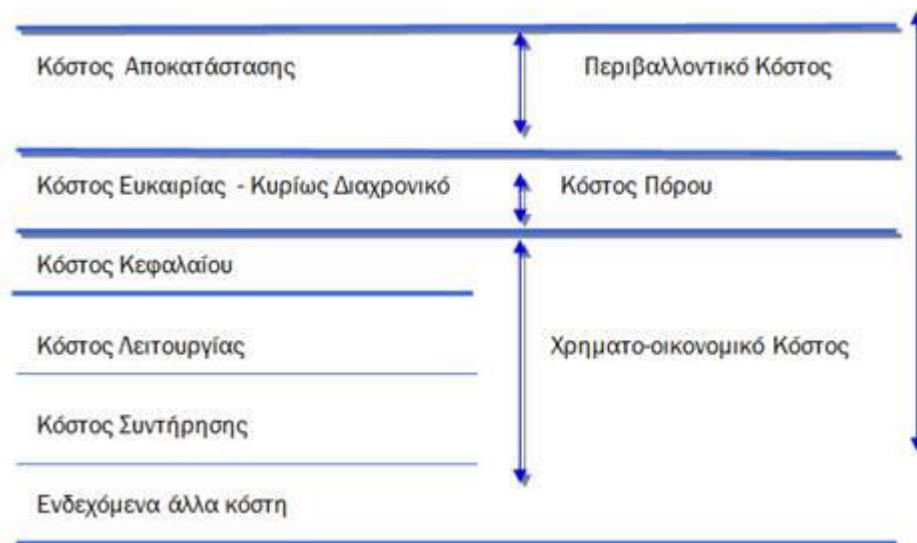 Κόστος Αποκατάστασης
Περιβαλλοντικό Κόστος
Κόστος Ευκαιρίας - Κυρίως Διαχρονικό
Κόστος Πόρου
Κόστος Κεφαλαίου
Κόστος Λειτουργίας
Χρηματο-οικονομικό Κόστος
Κόστος Συντήρησης
Ενδεχόμενα άλλα κόστη